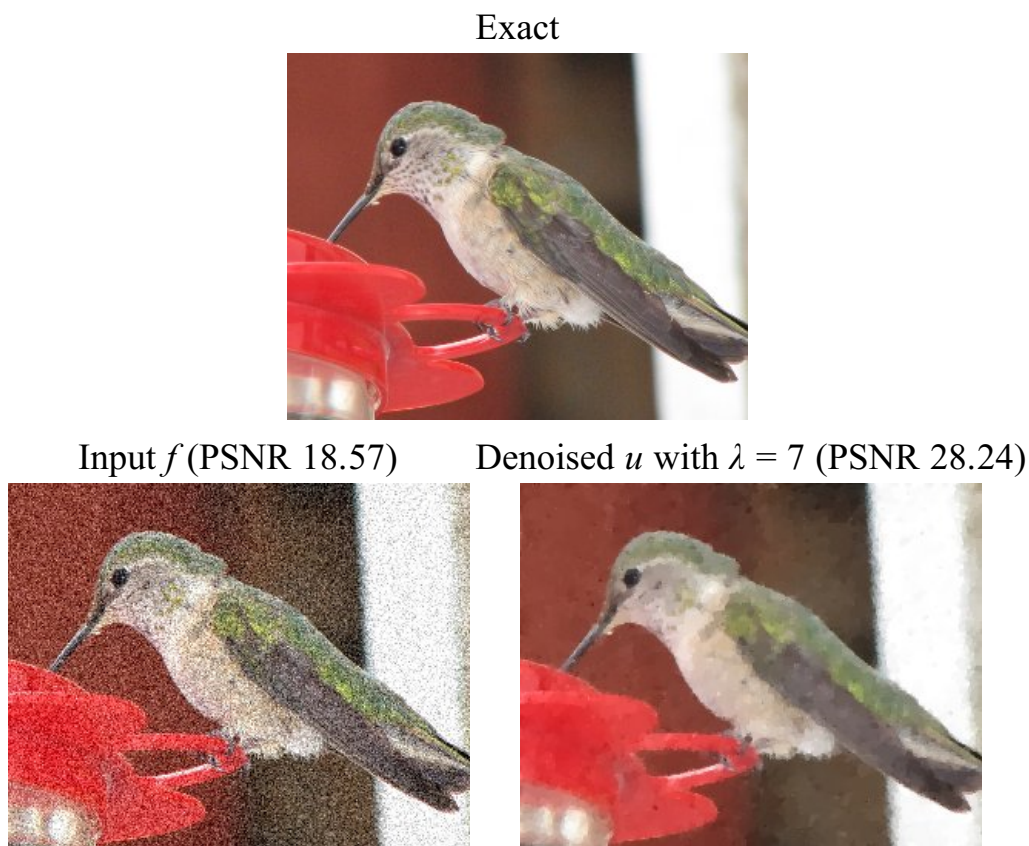 Exact
Input f (PSNR 18.57)
Denoised u with λ = 7 (PSNR 28.24)